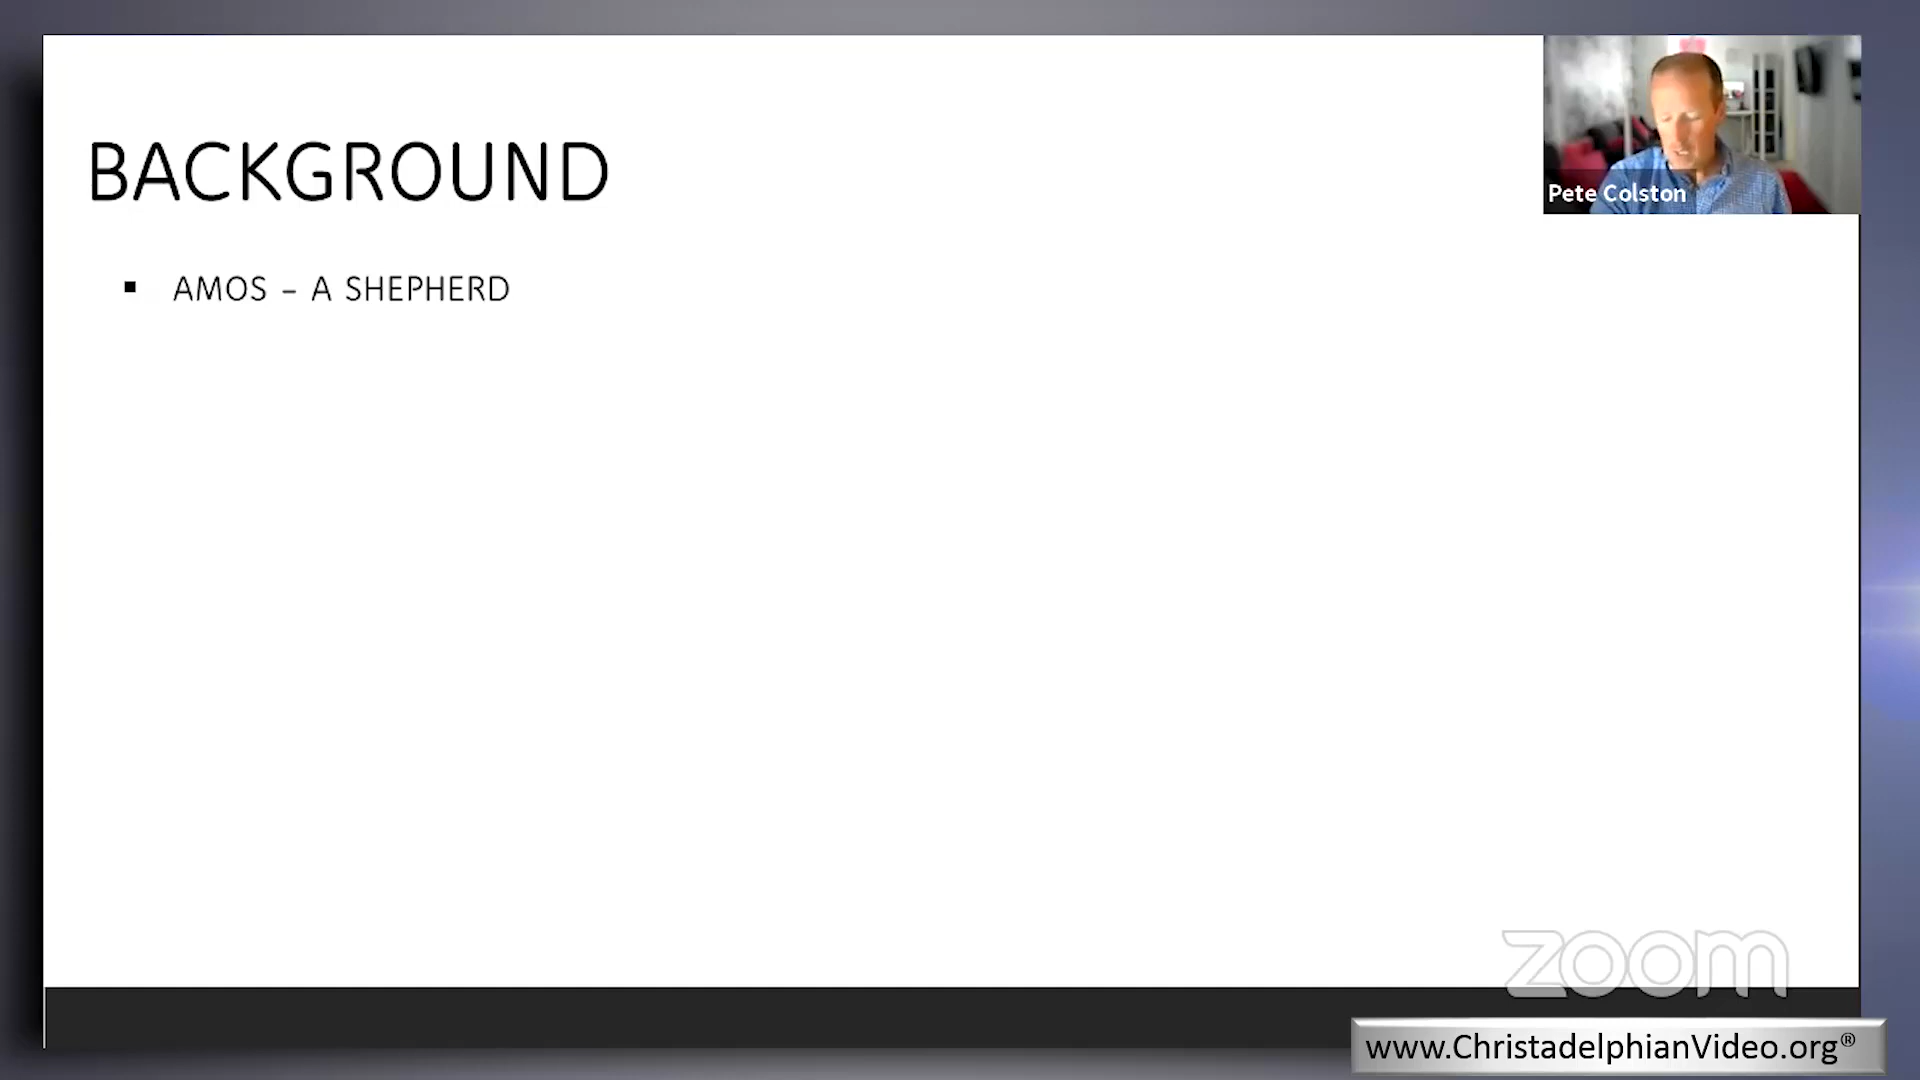 BACKGROUND
Pete Colston
▪ AMOS – A SHEPHERD
zoom
www.ChristadelphianVideo.org®